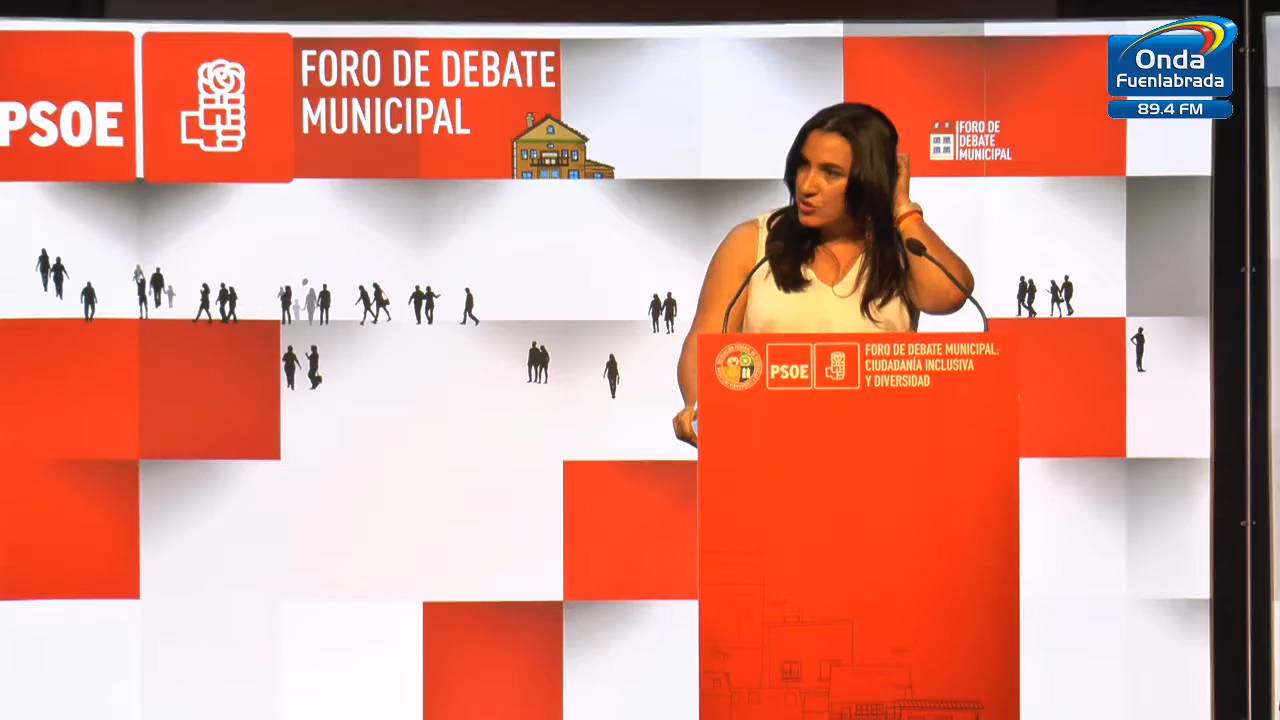 PSOE
FORO DE DEBATE
MUNICIPAL
FORO DE
DEBATE
MUNICIPAL
Onda
Fuenlabrada
89.4 FM
PSOE
FORO DE DEBATE MUNICIPAL:
CIUDADANÍA INCLUSIVA
Y DIVERSIDAD